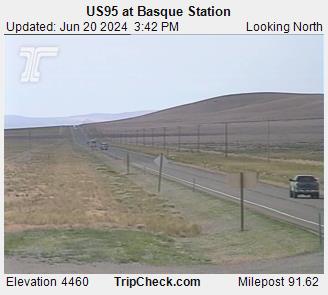 US95 at Basque Station
Updated: Jun 20 2024 3:42 PM Looking North
Elevation 4460 TripCheck.com Milepost 91.62